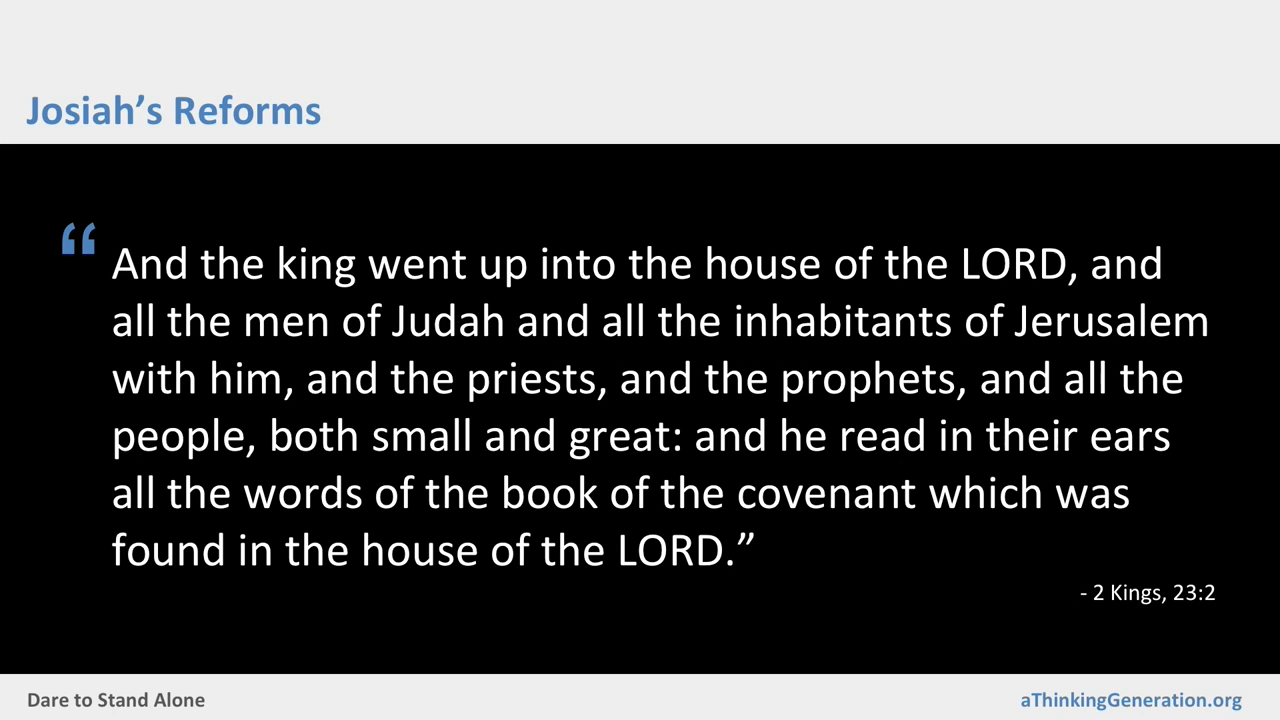 Josiah’s Reforms
“ And the king went up into the house of the LORD, and
all the men of Judah and all the inhabitants of Jerusalem
with him, and the priests, and the prophets, and all the
people, both small and great: and he read in their ears
all the words of the book of the covenant which was
found in the house of the LORD.”
- 2 Kings, 23:2
Dare to Stand Alone
aThinkingGeneration.org